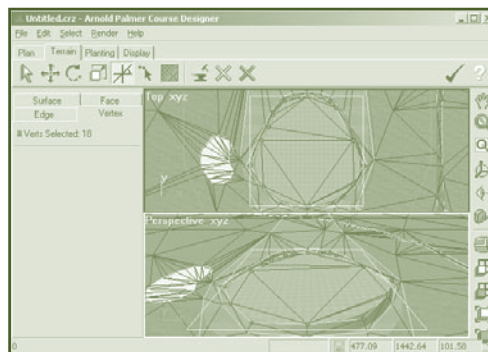 Untitled.crz - Arnold Palmer Course Designer
File Edit Select Render Help
Plan Terrain Planting Display
Surface Face
Edge Vertex
# Verts Selected: 18
Top xyz
y
Perspective xyz
0 477.09 1442.64 101.58